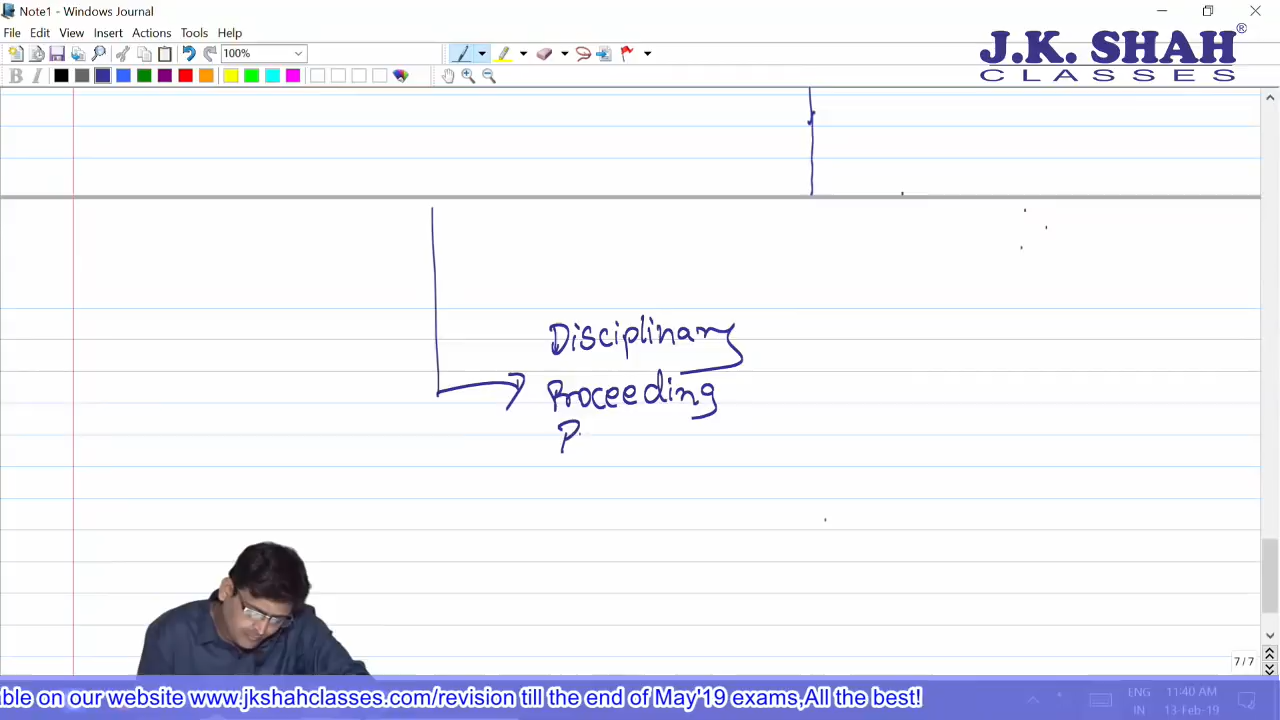 Note1 - Windows Journal
File Edit View Insert Actions Tools Help
100%
B I
J.K. SHAH®
CLASSES
Disciplinary
Proceeding
P
7 / 7
ble on our website www.jkshahclasses.com/revision till the end of May'19 exams,All the best!
ENG
IN
11:40 AM
13-Feb-19